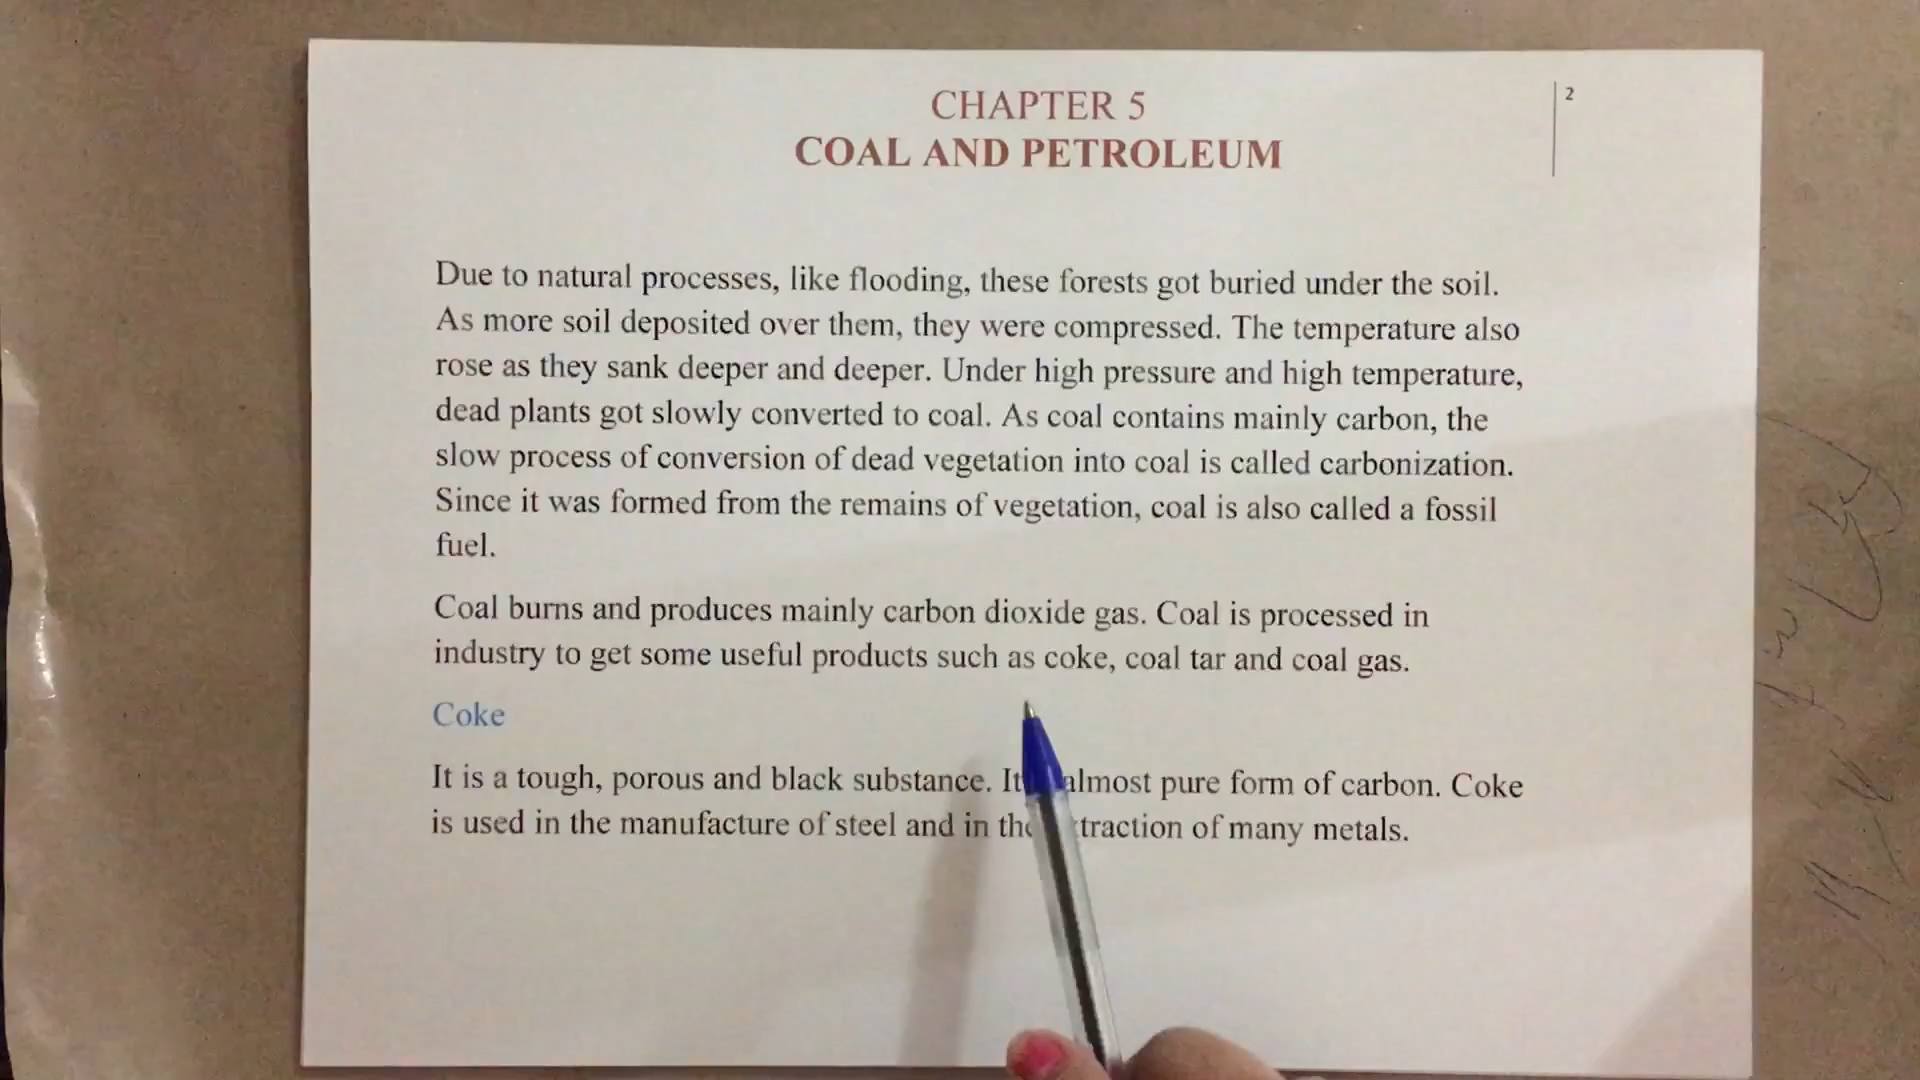 CHAPTER 5
2
COAL AND PETROLEUM
Due to natural processes, like flooding, these forests got buried under the soil.
As more soil deposited over them, they were compressed. The temperature also
rose as they sank deeper and deeper. Under high pressure and high temperature,
dead plants got slowly converted to coal. As coal contains mainly carbon, the
slow process of conversion of dead vegetation into coal is called carbonization.
Since it was formed from the remains of vegetation, coal is also called a fossil
fuel.
Coal burns and produces mainly carbon dioxide gas. Coal is processed in
industry to get some useful products such as coke, coal tar and coal gas.
Coke
It is a tough, porous and black substance. It almost pure form of carbon. Coke
is used in the manufacture of steel and in the traction of many metals.